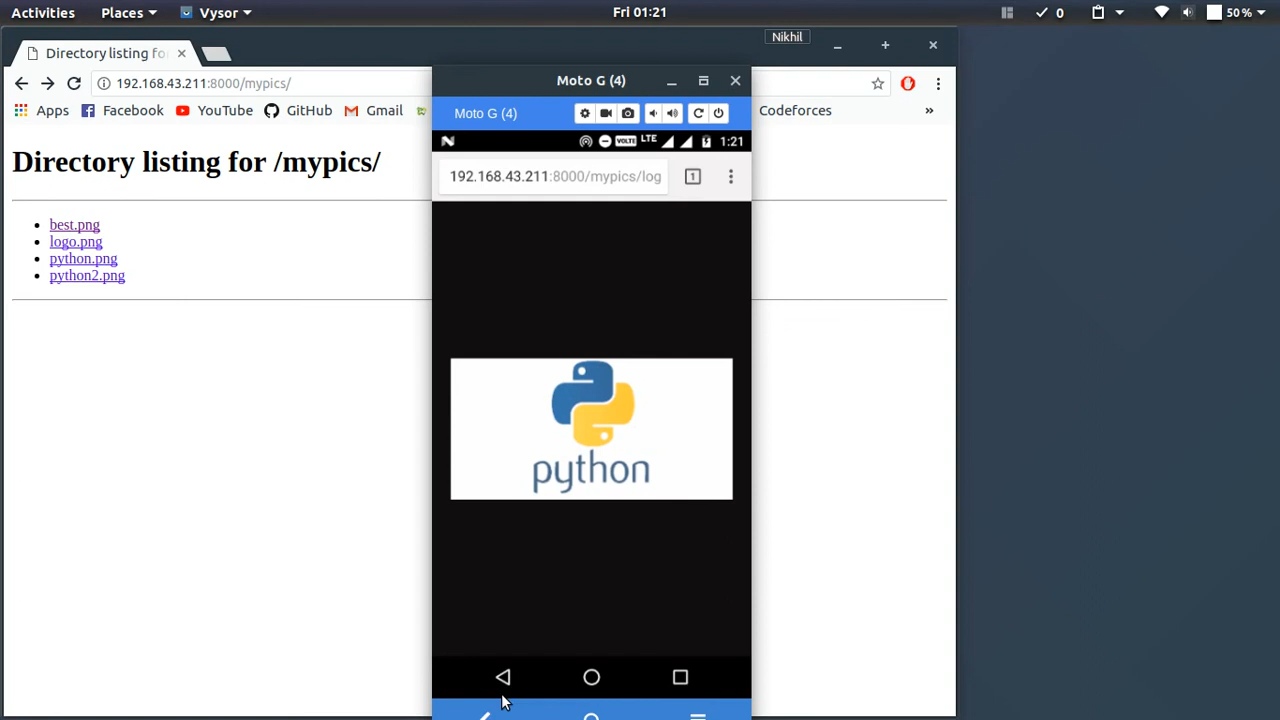 Activities Places Vysor Fri 01:21 0 50 %
Directory listing fo Nikhil
192.168.43.211:8000/mypics/
Apps Facebook YouTube GitHub Gmail Codeforces »
Directory listing for /mypics/
best.png
logo.png
python.png
python2.png
Moto G (4)
Moto G (4)
N VOLTE LTE 1:21
192.168.43.211:8000/mypics/log 1
python